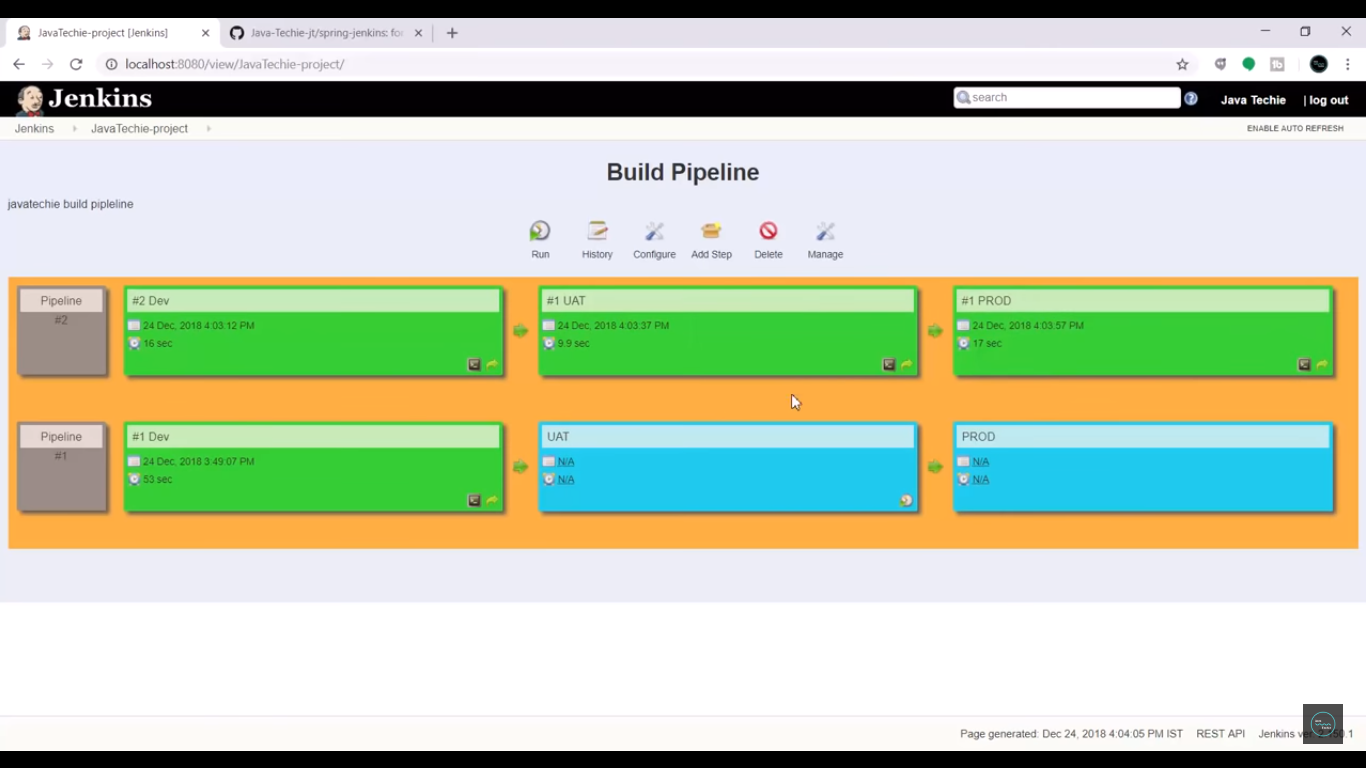 JavaTechie-project [Jenkins]
Java-Techie-jt/spring-jenkins: for
localhost:8080/view/JavaTechie-project/
Jenkins
search
Java Techie
| log out
Jenkins
JavaTechie-project
ENABLE AUTO REFRESH
Build Pipeline
javatechie build pipleline
Run
History
Configure
Add Step
Delete
Manage
Pipeline
#2
#2 Dev
24 Dec, 2018 4:03:12 PM
16 sec
#1 UAT
24 Dec, 2018 4:03:37 PM
9.9 sec
#1 PROD
24 Dec, 2018 4:03:57 PM
17 sec
Pipeline
#1
#1 Dev
24 Dec, 2018 3:49:07 PM
53 sec
UAT
N/A
N/A
PROD
N/A
N/A
Page generated: Dec 24, 2018 4:04:05 PM IST
REST API
Jenkins